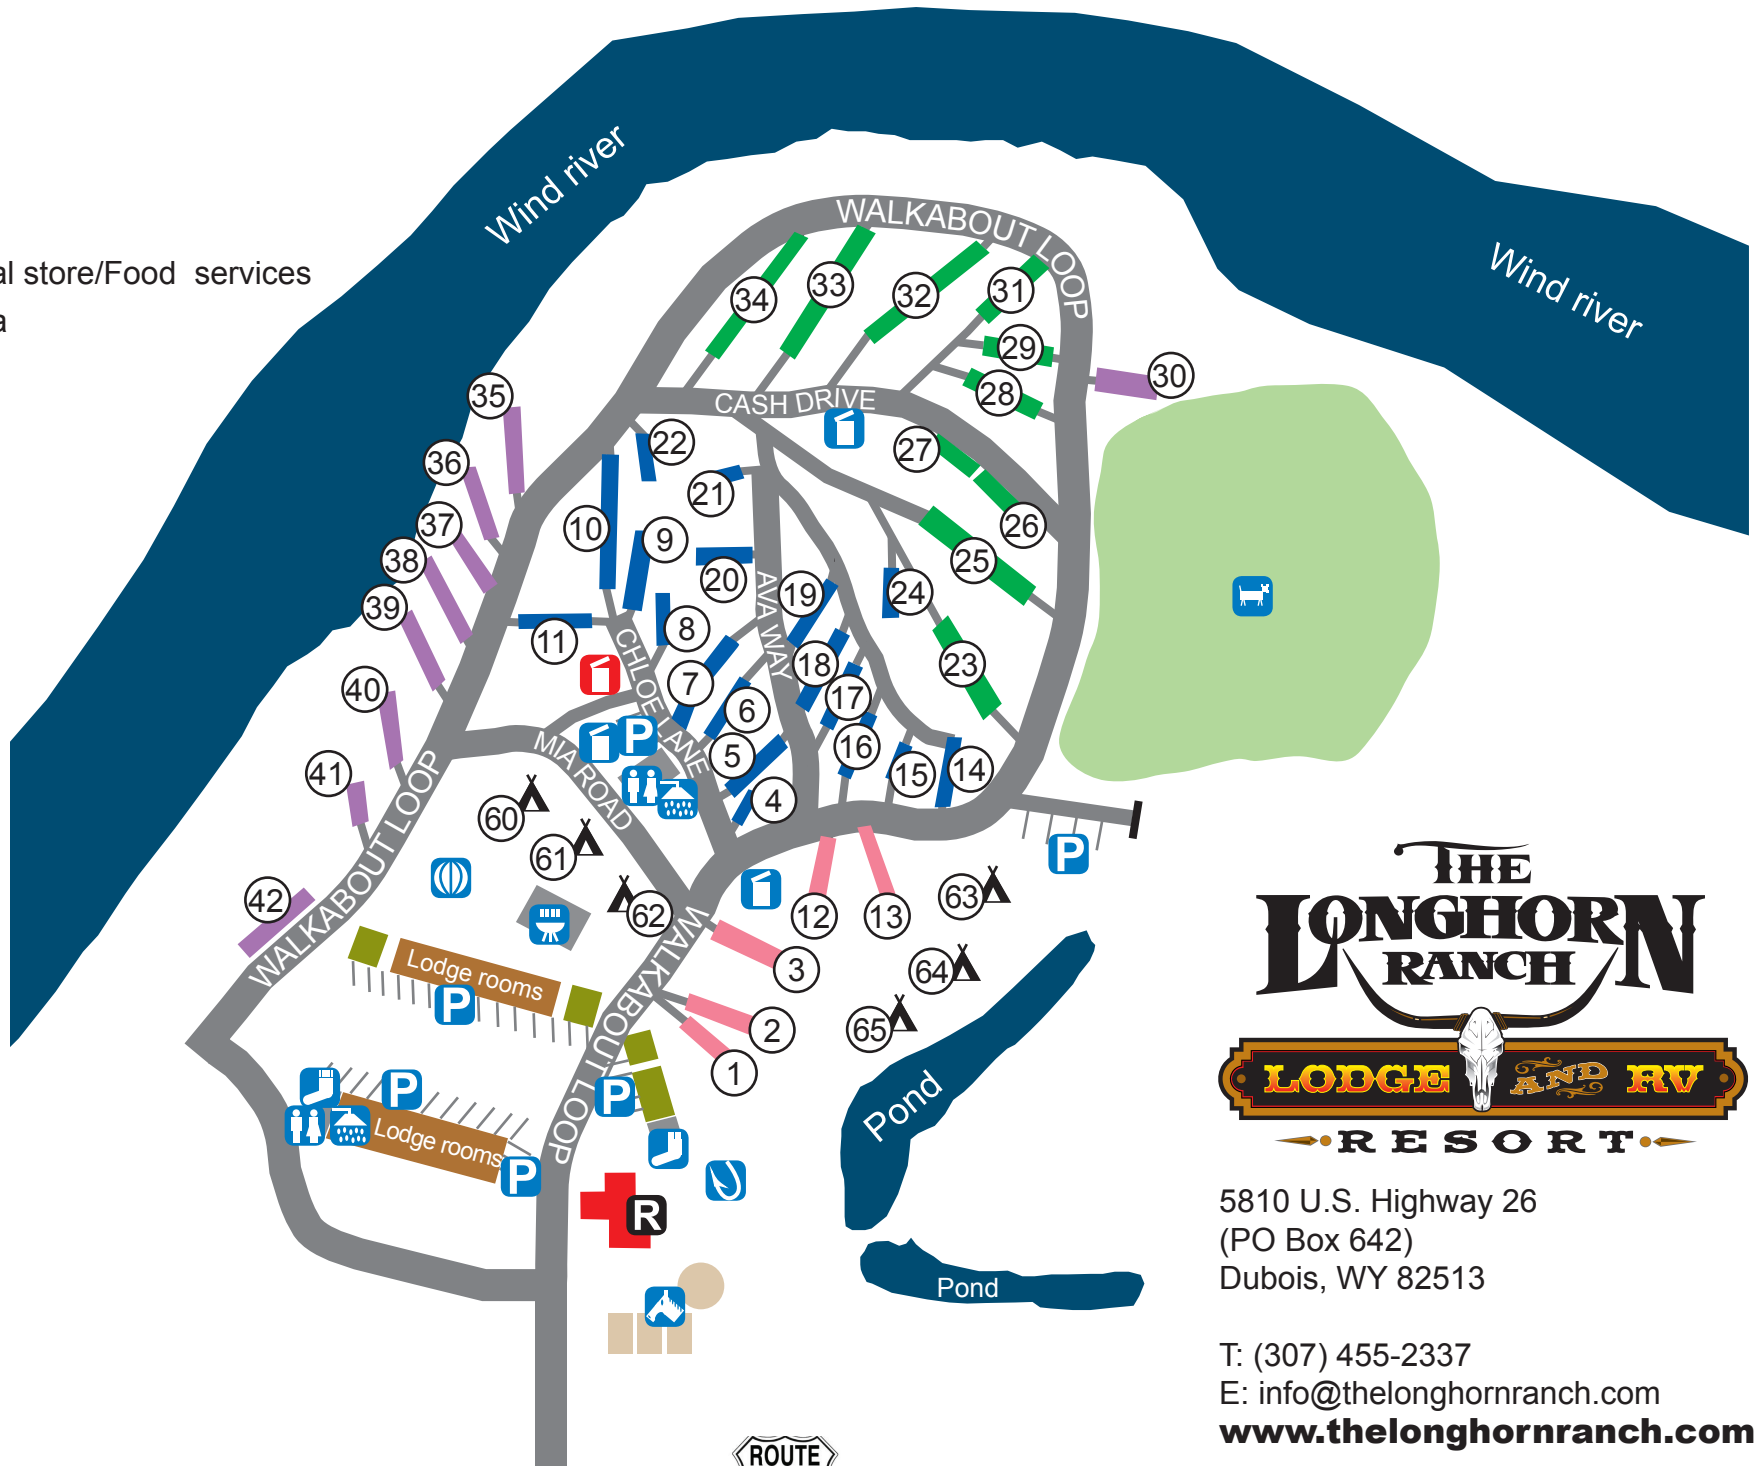 Wind river
Wind river
al store/Food services
a
WALKABOUT LOOP
34
33
32
31
29
30
28
35
CASH DRIVE
22
27
36
21
26
10
37
9
25
38
20
24
19
39
AVA WAY
8
11
CHLOE LANE
18
23
7
40
17
6
MIA ROAD
16
5
14
15
41
4
60
WALKABOUT LOOP
P
P
61
42
62
12
13
63
3
64
Lodge rooms
P
2
65
WALKABOUT LOOP
1
P
P
Pond
Lodge rooms
P
R
Pond
THE
LONGHORN
RANCH
LODGE AND RV
RESORT
5810 U.S. Highway 26
(PO Box 642)
Dubois, WY 82513
T: (307) 455-2337
E: info@thelonghornranch.com
www.thelonghornranch.com
ROUTE